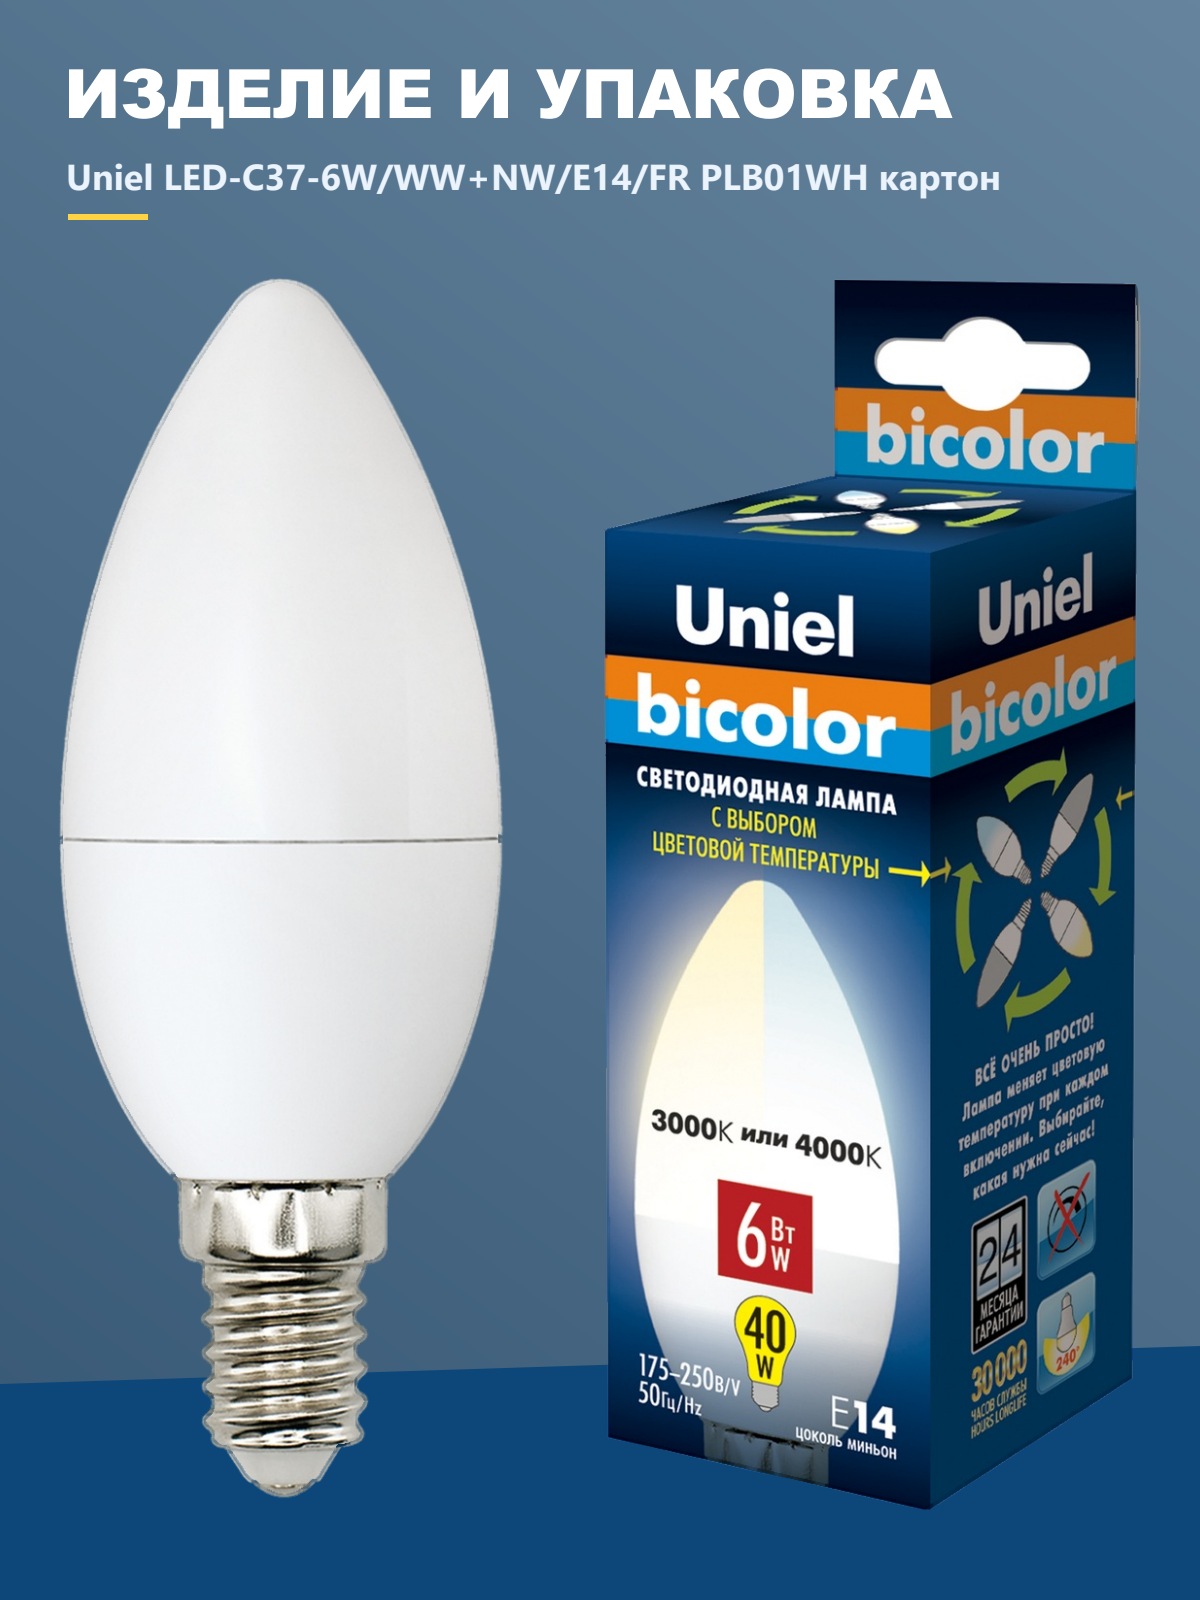 ИЗДЕЛИЕ И УПАКОВКА
Uniel LED-C37-6W/WW+NW/E14/FR PLB01WH картон
bicolor
Uniel
bicolor
СВЕТОДИОДНАЯ ЛАМПА
С ВЫБОРОМ
ЦВЕТОВОЙ ТЕМПЕРАТУРЫ
3000К или 4000К
6 Вт
W
40
W
175–250В/V
50Гц/Hz
E14
ЦОКОЛЬ МИНЬОН
Uniel
bicolor
ВСЁ ОЧЕНЬ ПРОСТО!
Лампа меняет цветовую
температуру при каждом
включении. Выбирайте,
какая нужна сейчас!
24
МЕСЯЦА
ГАРАНТИИ
240°
30 000
ЧАСОВ СЛУЖБЫ
HOURS LONGLIFE